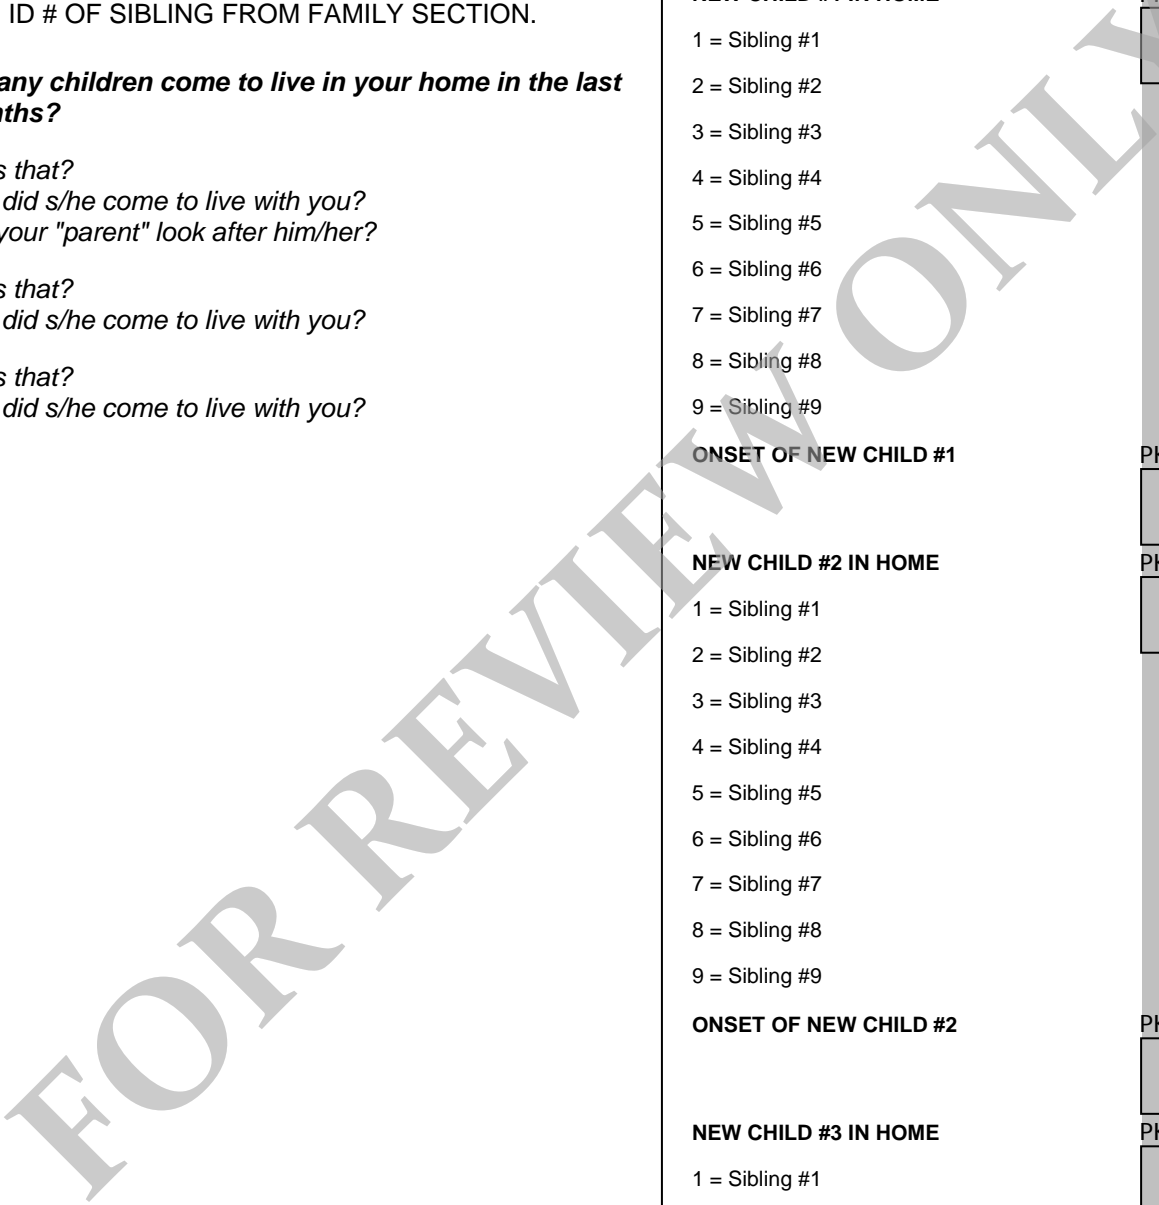 ID # OF SIBLING FROM FAMILY SECTION.
any children come to live in your home in the last
nths?
s that?
did s/he come to live with you?
your "parent" look after him/her?
s that?
did s/he come to live with you?
s that?
did s/he come to live with you?
1 = Sibling #1
2 = Sibling #2
3 = Sibling #3
4 = Sibling #4
5 = Sibling #5
6 = Sibling #6
7 = Sibling #7
8 = Sibling #8
9 = Sibling #9
ONSET OF NEW CHILD #1
NEW CHILD #2 IN HOME
1 = Sibling #1
2 = Sibling #2
3 = Sibling #3
4 = Sibling #4
5 = Sibling #5
6 = Sibling #6
7 = Sibling #7
8 = Sibling #8
9 = Sibling #9
ONSET OF NEW CHILD #2
NEW CHILD #3 IN HOME
1 = Sibling #1
FOR REVIEW ONLY